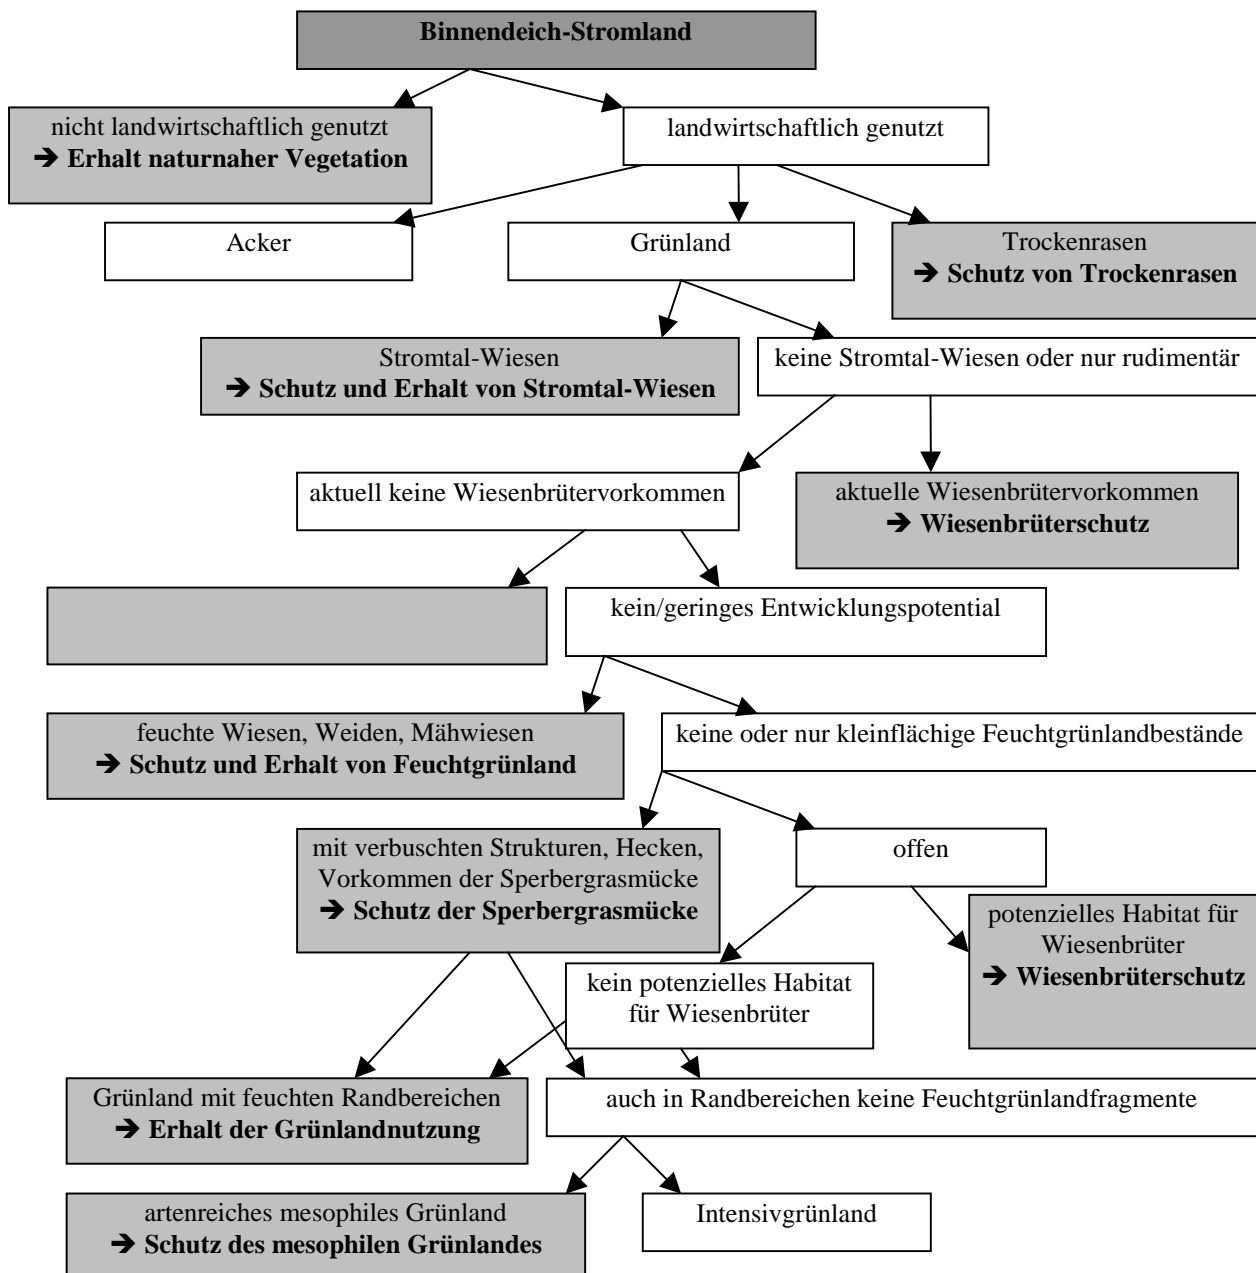 Binnendeich-Stromland
nicht landwirtschaftlich genutzt
➔ Erhalt naturnaher Vegetation
landwirtschaftlich genutzt
Acker
Grünland
Trockenrasen
➔ Schutz von Trockenrasen
Stromtal-Wiesen
➔ Schutz und Erhalt von Stromtal-Wiesen
keine Stromtal-Wiesen oder nur rudimentär
aktuell keine Wiesenbrütervorkommen
aktuelle Wiesenbrütervorkommen
➔ Wiesenbrüterschutz
kein/geringes Entwicklungspotential
feuchte Wiesen, Weiden, Mähwiesen
➔ Schutz und Erhalt von Feuchtgrünland
keine oder nur kleinflächige Feuchtgrünlandbestände
mit verbuschten Strukturen, Hecken,
Vorkommen der Sperbergrasmücke
➔ Schutz der Sperbergrasmücke
offen
potenzielles Habitat für
Wiesenbrüter
➔ Wiesenbrüterschutz
kein potenzielles Habitat
für Wiesenbrüter
Grünland mit feuchten Randbereichen
➔ Erhalt der Grünlandnutzung
auch in Randbereichen keine Feuchtgrünlandfragmente
artenreiches mesophiles Grünland
➔ Schutz des mesophilen Grünlandes
Intensivgrünland